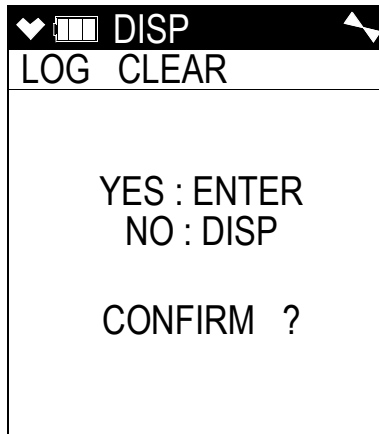 DISP
LOG CLEAR
YES : ENTER
NO : DISP
CONFIRM ?